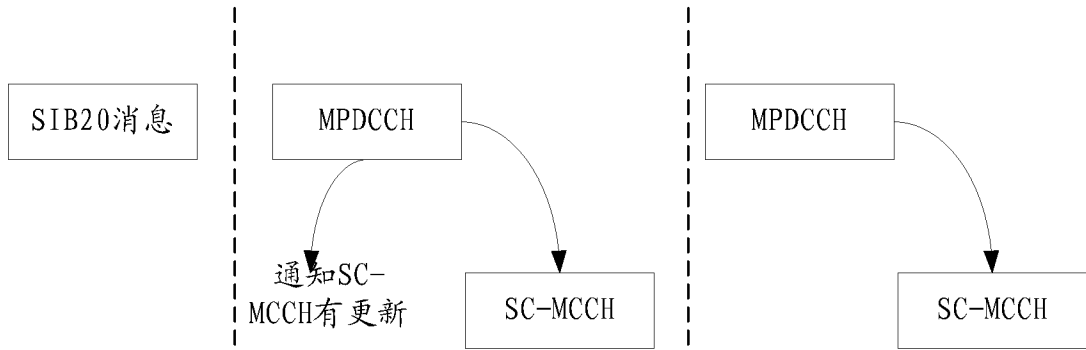 SIB20消息
MPDCCH
MPDCCH
通知SC-
MCCH有更新
SC-MCCH
SC-MCCH